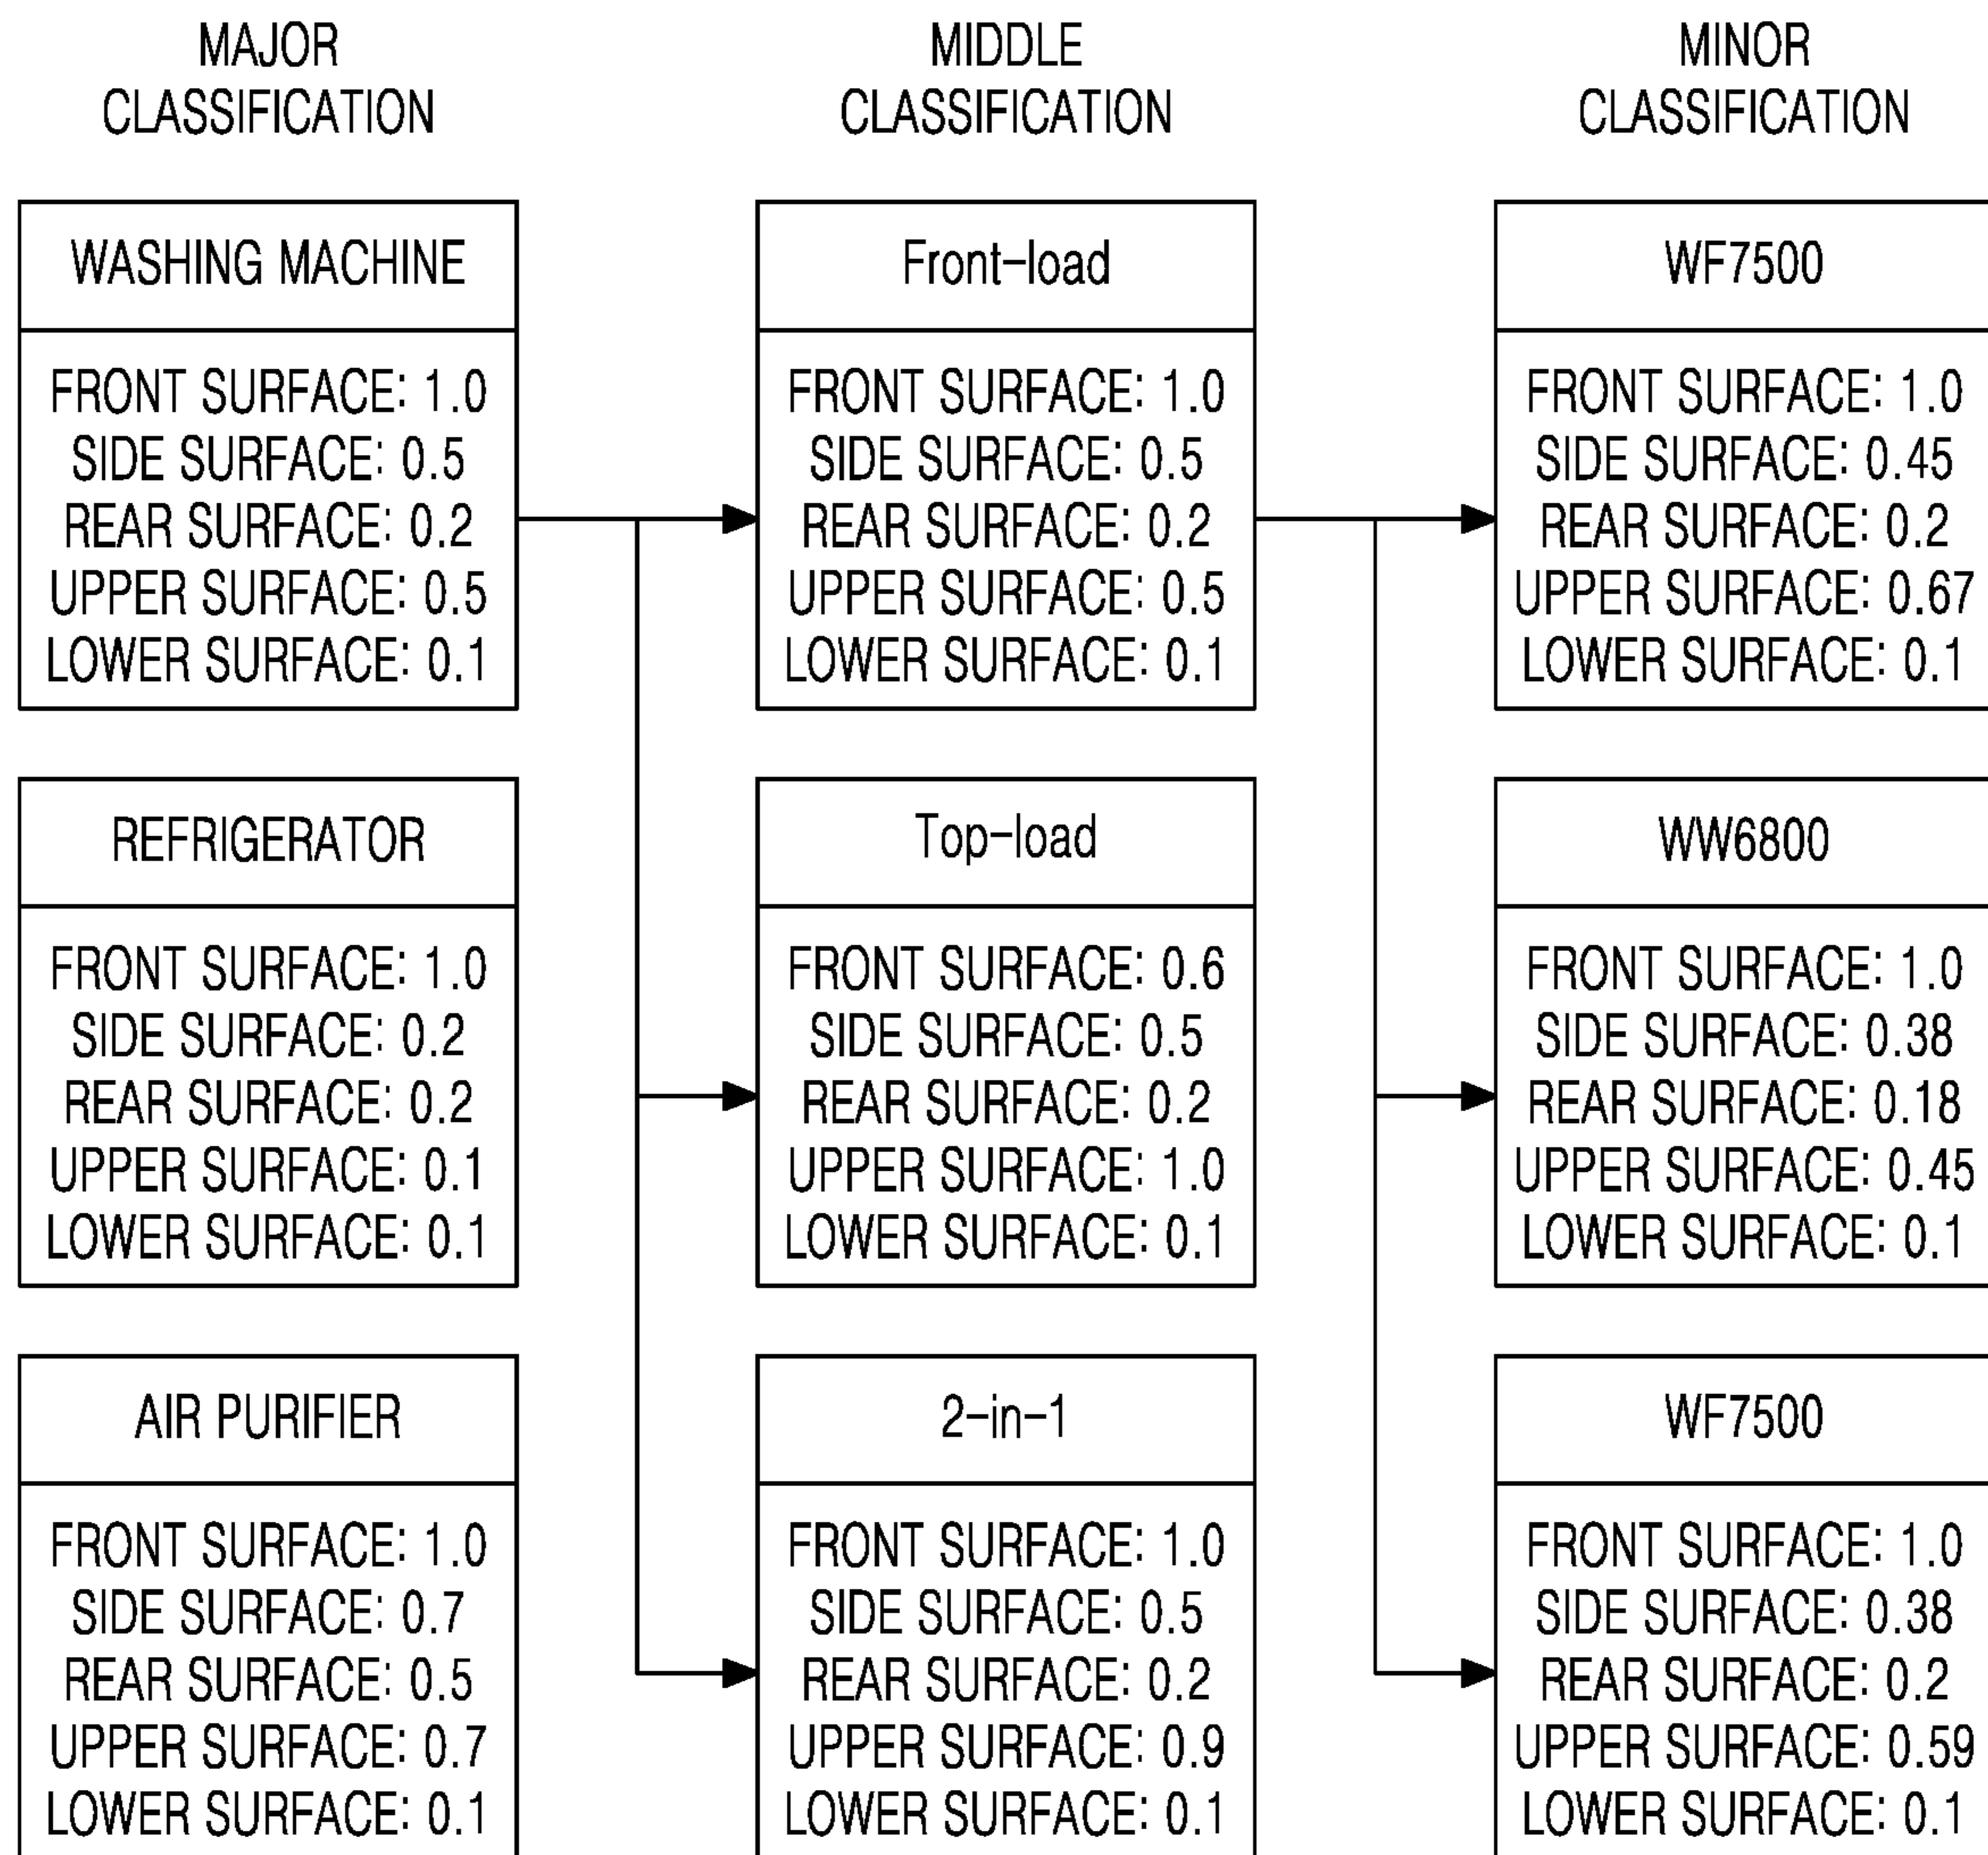 MAJOR
CLASSIFICATION
MIDDLE
CLASSIFICATION
MINOR
CLASSIFICATION
WASHING MACHINE
FRONT SURFACE: 1.0
SIDE SURFACE: 0.5
REAR SURFACE: 0.2
UPPER SURFACE: 0.5
LOWER SURFACE: 0.1
Front-load
FRONT SURFACE: 1.0
SIDE SURFACE: 0.5
REAR SURFACE: 0.2
UPPER SURFACE: 0.5
LOWER SURFACE: 0.1
WF7500
FRONT SURFACE: 1.0
SIDE SURFACE: 0.45
REAR SURFACE: 0.2
UPPER SURFACE: 0.67
LOWER SURFACE: 0.1
REFRIGERATOR
FRONT SURFACE: 1.0
SIDE SURFACE: 0.2
REAR SURFACE: 0.2
UPPER SURFACE: 0.1
LOWER SURFACE: 0.1
Top-load
FRONT SURFACE: 0.6
SIDE SURFACE: 0.5
REAR SURFACE: 0.2
UPPER SURFACE: 1.0
LOWER SURFACE: 0.1
WW6800
FRONT SURFACE: 1.0
SIDE SURFACE: 0.38
REAR SURFACE: 0.18
UPPER SURFACE: 0.45
LOWER SURFACE: 0.1
AIR PURIFIER
FRONT SURFACE: 1.0
SIDE SURFACE: 0.7
REAR SURFACE: 0.5
UPPER SURFACE: 0.7
LOWER SURFACE: 0.1
2-in-1
FRONT SURFACE: 1.0
SIDE SURFACE: 0.5
REAR SURFACE: 0.2
UPPER SURFACE: 0.9
LOWER SURFACE: 0.1
WF7500
FRONT SURFACE: 1.0
SIDE SURFACE: 0.38
REAR SURFACE: 0.2
UPPER SURFACE: 0.59
LOWER SURFACE: 0.1